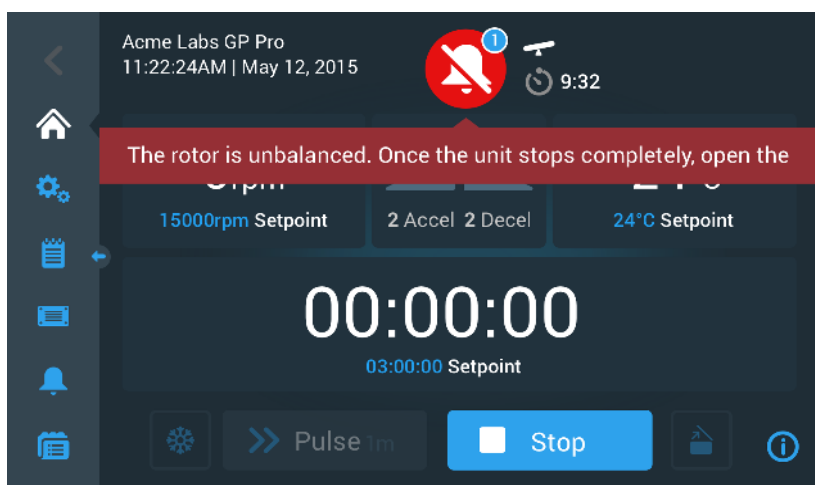 Acme Labs GP Pro
11:22:24AM | May 12, 2015
1
9:32
The rotor is unbalanced. Once the unit stops completely, open the
15000rpm Setpoint
2 Accel 2 Decel
24°C Setpoint
00:00:00
03:00:00 Setpoint
Pulse 1m
Stop